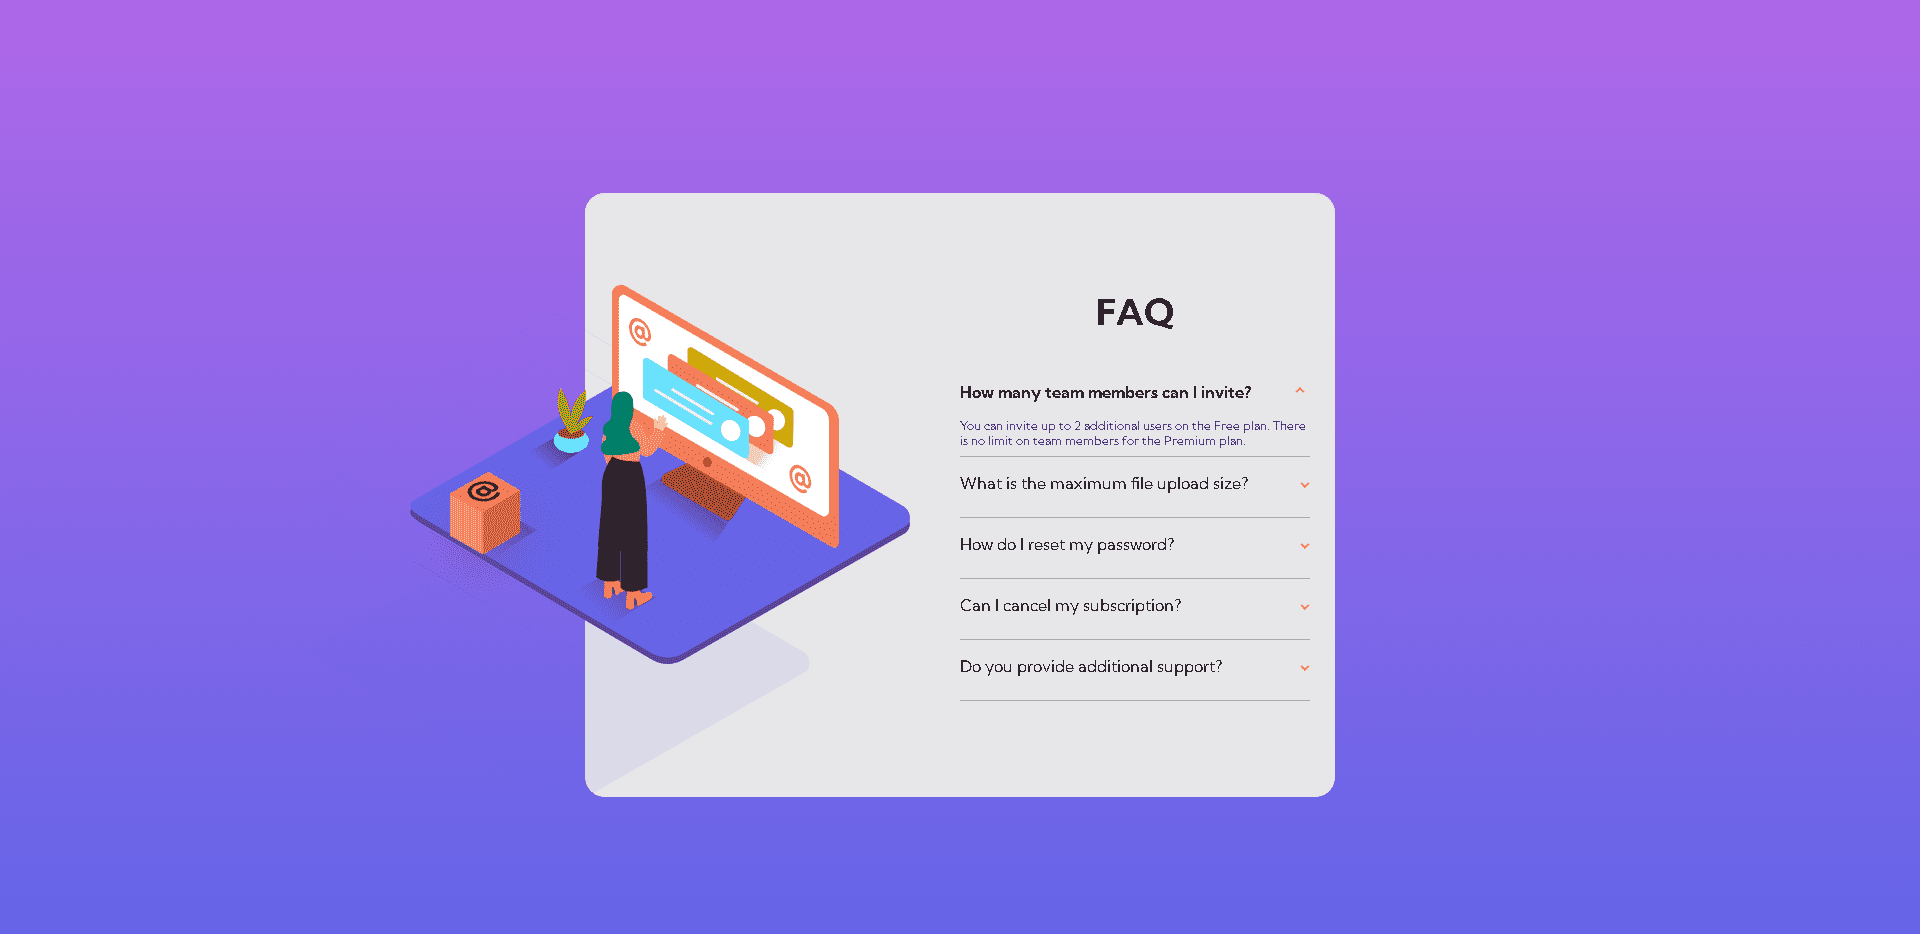 FAQ
How many team members can I invite?
You can invite up to 2 additional users on the Free plan. There
is no limit on team members for the Premium plan.
What is the maximum file upload size?
How do I reset my password?
Can I cancel my subscription?
Do you provide additional support?
@
@
@